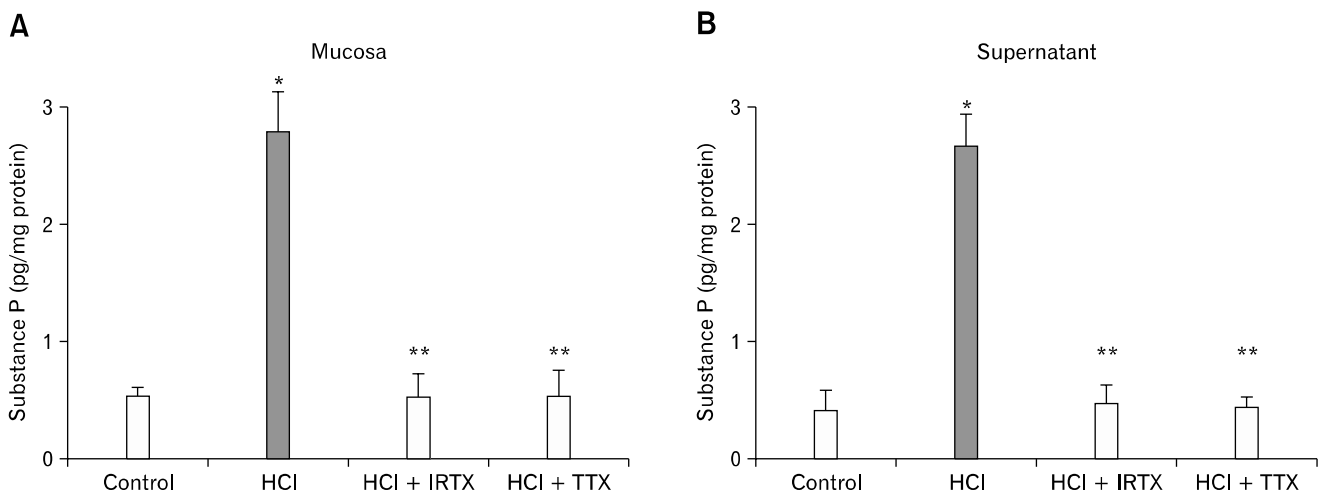 A
Mucosa
Substance P (pg/mg protein)
3
2
1
0
*
**
**
Control
HCl
HCl + IRTX
HCl + TTX
B
Supernatant
Substance P (pg/mg protein)
3
2
1
0
*
**
**
Control
HCl
HCl + IRTX
HCl + TTX